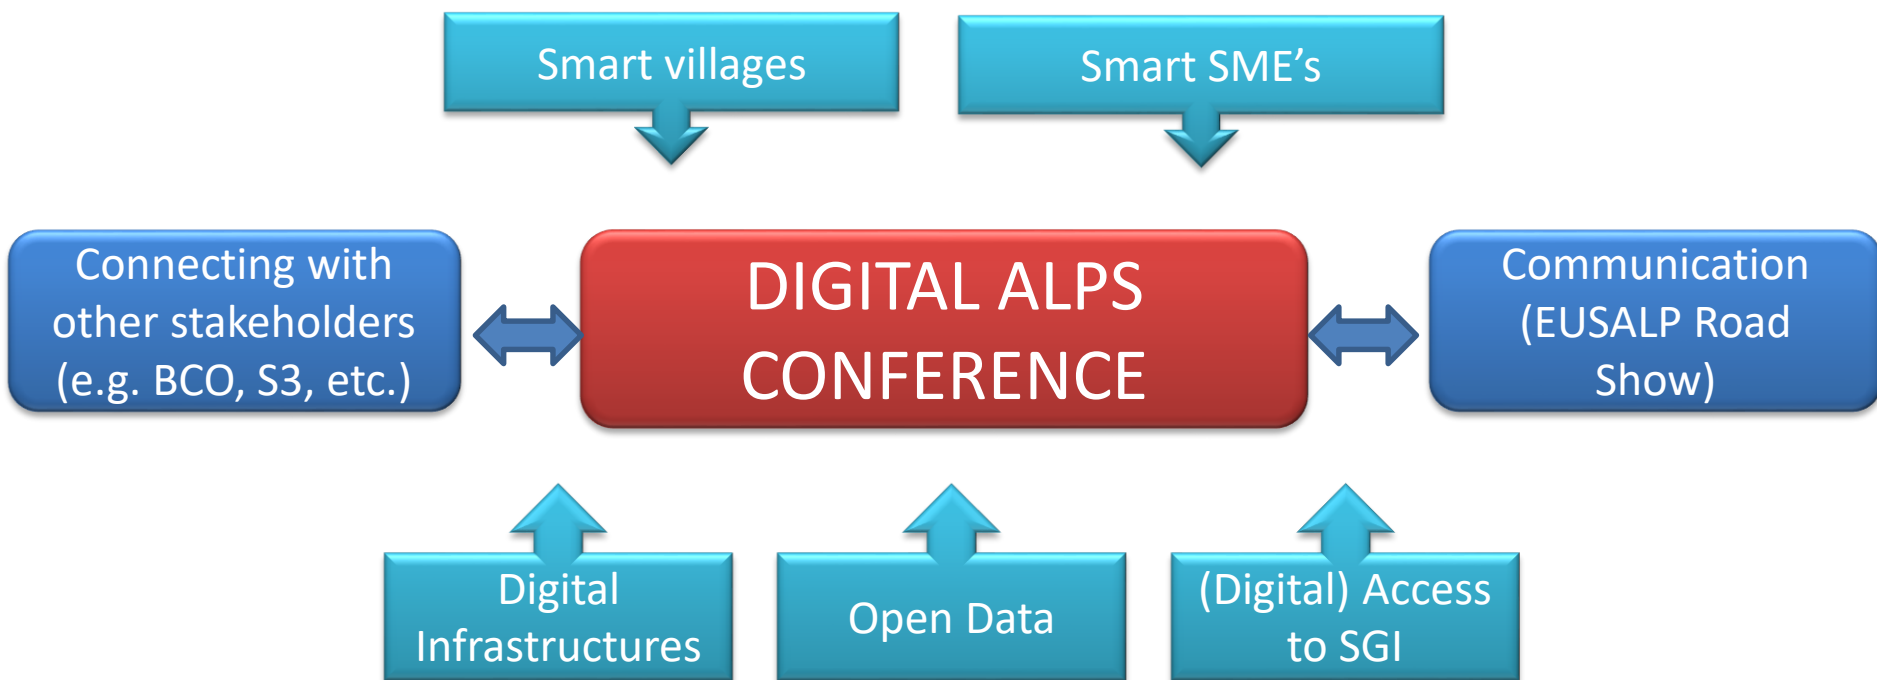 Smart villages
Smart SME’s
Connecting with
other stakeholders
(e.g. BCO, S3, etc.)
DIGITAL ALPS
CONFERENCE
Communication
(EUSALP Road
Show)
Digital
Infrastructures
Open Data
(Digital) Access
to SGI